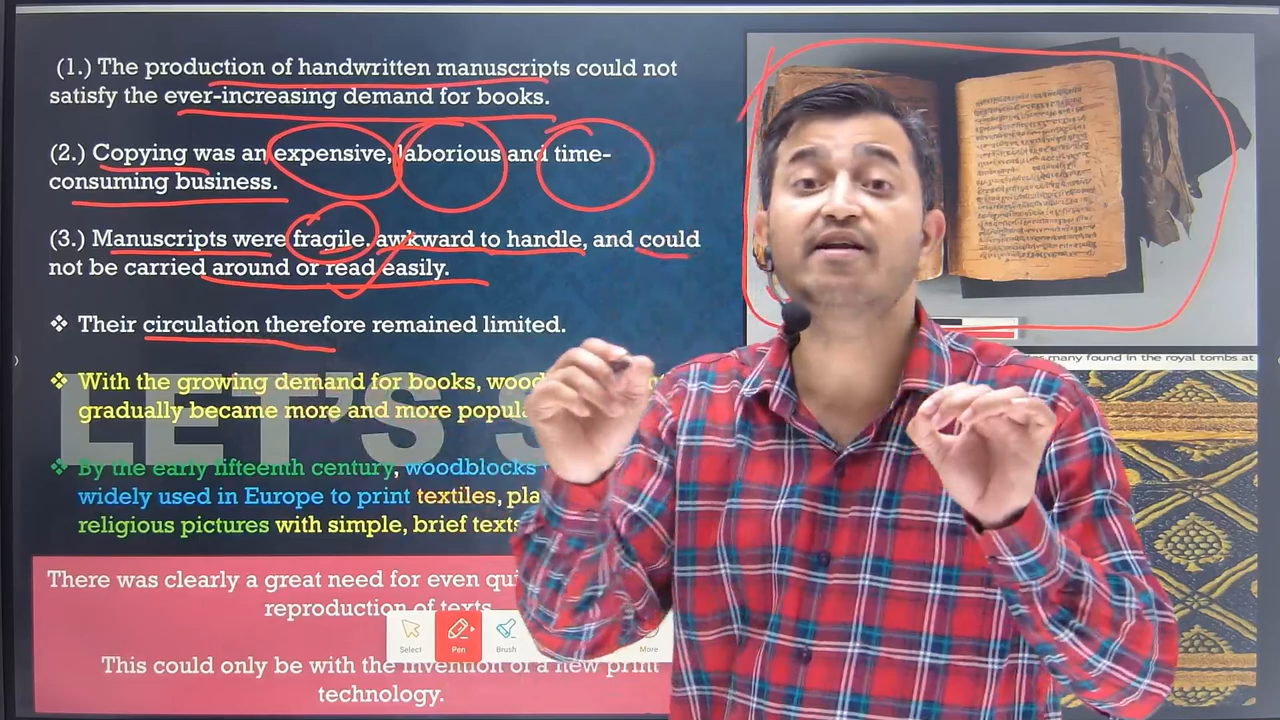 (1.) The production of handwritten manuscripts could not
satisfy the ever-increasing demand for books.
(2.) Copying was an expensive, laborious and time-
consuming business.
(3.) Manuscripts were fragile, awkward to handle, and could
not be carried around or read easily.
❖ Their circulation therefore remained limited.
❖ With the growing demand for books,
gradually became more and more
❖ By the early fifteenth century, woodblocks
widely used in Europe to print textiles,
religious pictures with simple, brief texts
There was clearly a great need for even
reproduction of texts
This could only be with the invention of a new print
technology.
many found in the royal tombs at
LET'S
Select
Pen
Brush
More